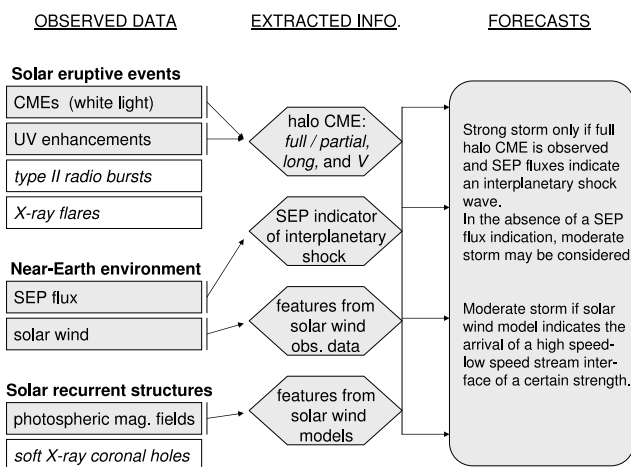 OBSERVED DATA
EXTRACTED INFO.
FORECASTS
Solar eruptive events
CMEs (white light)
UV enhancements
type II radio bursts
X-ray flares
Near-Earth environment
SEP flux
solar wind
Solar recurrent structures
photospheric mag. fields
soft X-ray coronal holes
halo CME:
full / partial,
long, and V
SEP indicator
of interplanetary
shock
features from
solar wind
obs. data
features from
solar wind
models
Strong storm only if full
halo CME is observed
and SEP fluxes indicate
an interplanetary shock
wave.
In the absence of a SEP
flux indication, moderate
storm may be considered
Moderate storm if solar
wind model indicates the
arrival of a high speed-
low speed stream inter-
face of a certain strength.